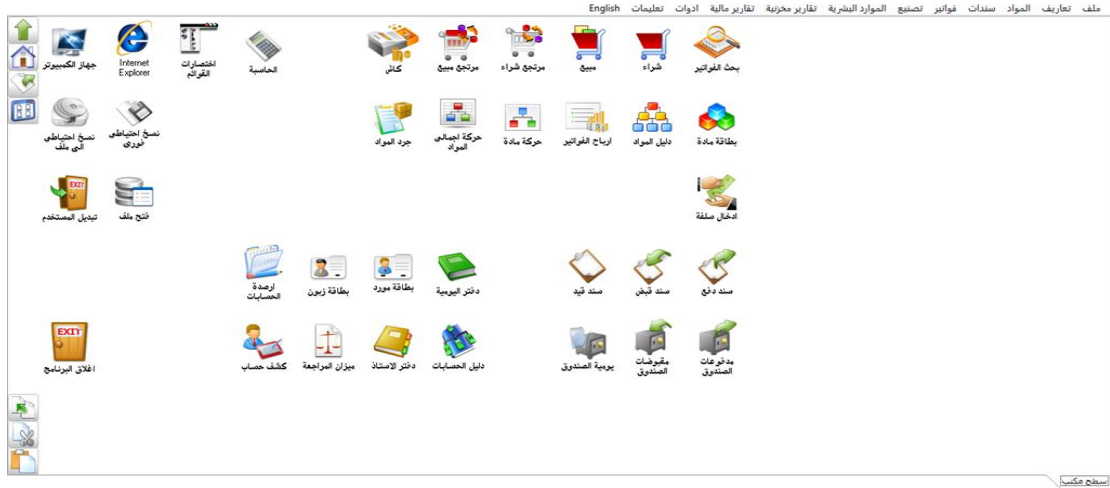 ملف تعاريف المواد سندات فواتير تصنيع الموارد البشرية تقارير مخزنية تقارير مالية ادوات تعليمات English
بحث الفواتير
شراء
مبيع
مرتجع شراء
مرتجع مبيع
كاش
الحاسبة
اختصارات
القوائم
Internet
Explorer
جهاز الكمبيوتر
بطاقة مادة
دليل المواد
ارباح الفواتير
حركة مادة
حركة اجمالي
المواد
جرد المواد
نسخ احتياطي
فوري
نسخ احتياطي
الى ملف
ادخال سلفة
فتح ملف
تبديل المستخدم
EXIT
سند دفع
سند قبض
سند قيد
دفتر اليومية
بطاقة مورد
بطاقة زبون
ارصدة
الحسابات
مدفوعات
الصندوق
مقبوضات
الصندوق
يومية الصندوق
دليل الحسابات
دفتر الاستاذ
ميزان المراجعة
كشف حساب
EXIT
اغلاق البرنامج
سطح مكتب